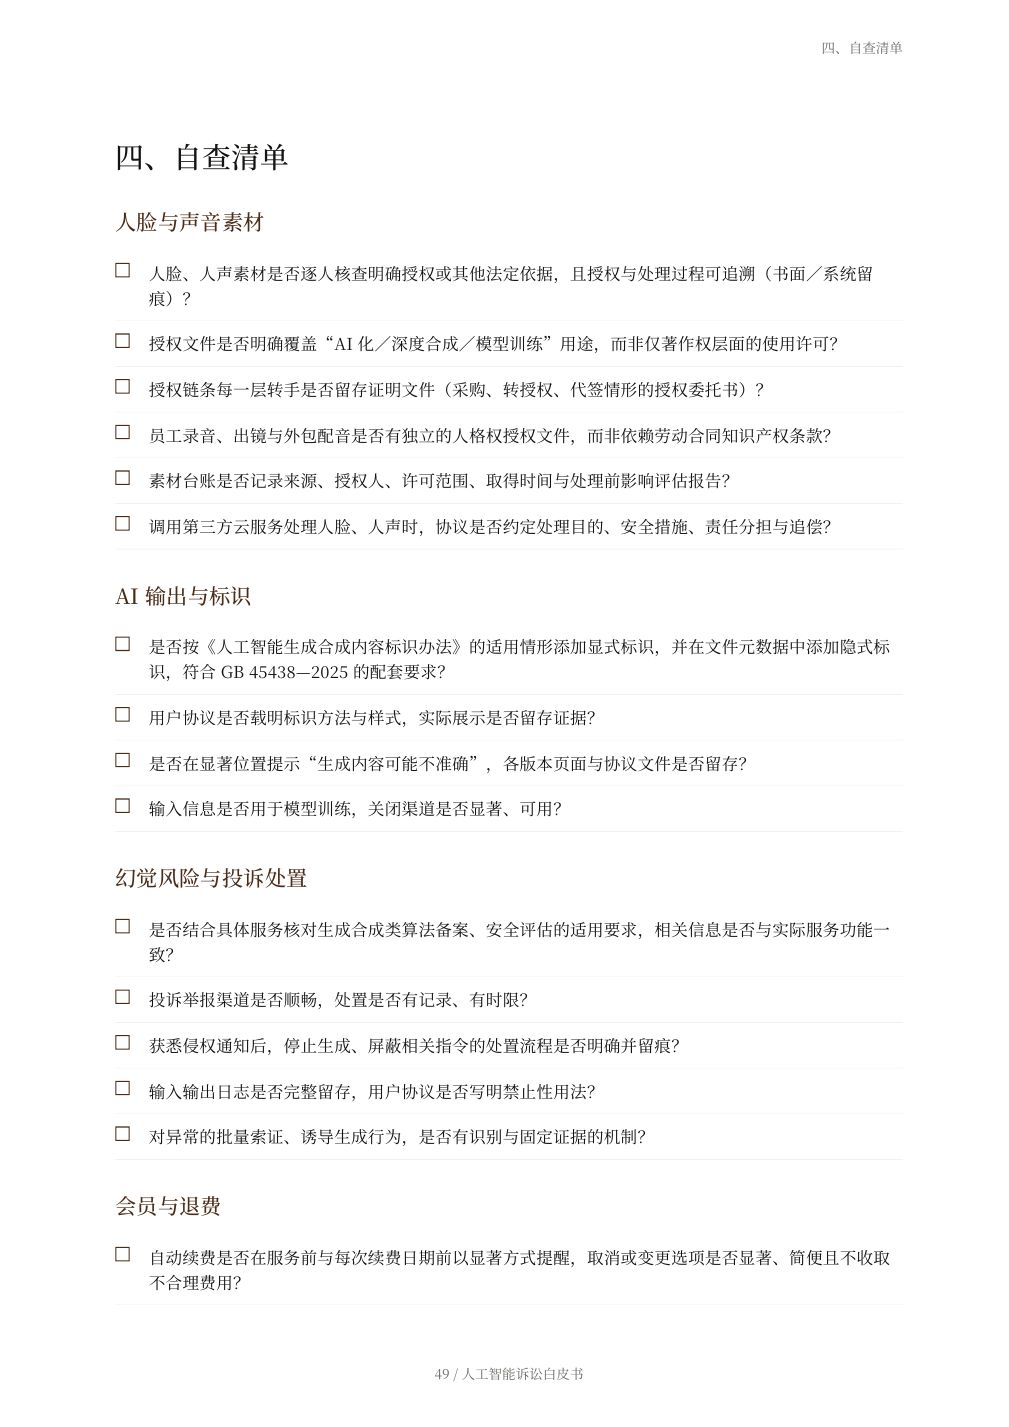 四、自查清单
四、自查清单
人脸与声音素材
□ 人脸、人声素材是否逐人核查明确授权或其他法定依据，且授权与处理过程可追溯（书面／系统留
痕）？
□ 授权文件是否明确覆盖“AI 化／深度合成／模型训练”用途，而非仅著作权层面的使用许可？
□ 授权链条每一层转手是否留存证明文件（采购、转授权、代签情形的授权委托书）？
□ 员工录音、出镜与外包配音是否有独立的人格权授权文件，而非依赖劳动合同知识产权条款？
□ 素材台账是否记录来源、授权人、许可范围、取得时间与处理前影响评估报告？
□ 调用第三方云服务处理人脸、人声时，协议是否约定处理目的、安全措施、责任分担与追偿？
AI 输出与标识
□ 是否按《人工智能生成合成内容标识办法》的适用情形添加显式标识，并在文件元数据中添加隐式标
识，符合 GB 45438—2025 的配套要求？
□ 用户协议是否载明标识方法与样式，实际展示是否留存证据？
□ 是否在显著位置提示“生成内容可能不准确”，各版本页面与协议文件是否留存？
□ 输入信息是否用于模型训练，关闭渠道是否显著、可用？
幻觉风险与投诉处置
□ 是否结合具体服务核对生成合成类算法备案、安全评估的适用要求，相关信息是否与实际服务功能一
致？
□ 投诉举报渠道是否顺畅，处置是否有记录、有时限？
□ 获悉侵权通知后，停止生成、屏蔽相关指令的处置流程是否明确并留痕？
□ 输入输出日志是否完整留存，用户协议是否写明禁止性用法？
□ 对异常的批量索证、诱导生成行为，是否有识别与固定证据的机制？
会员与退费
□ 自动续费是否在服务前与每次续费日期前以显著方式提醒，取消或变更选项是否显著、简便且不收取
不合理费用？
49 / 人工智能诉讼白皮书